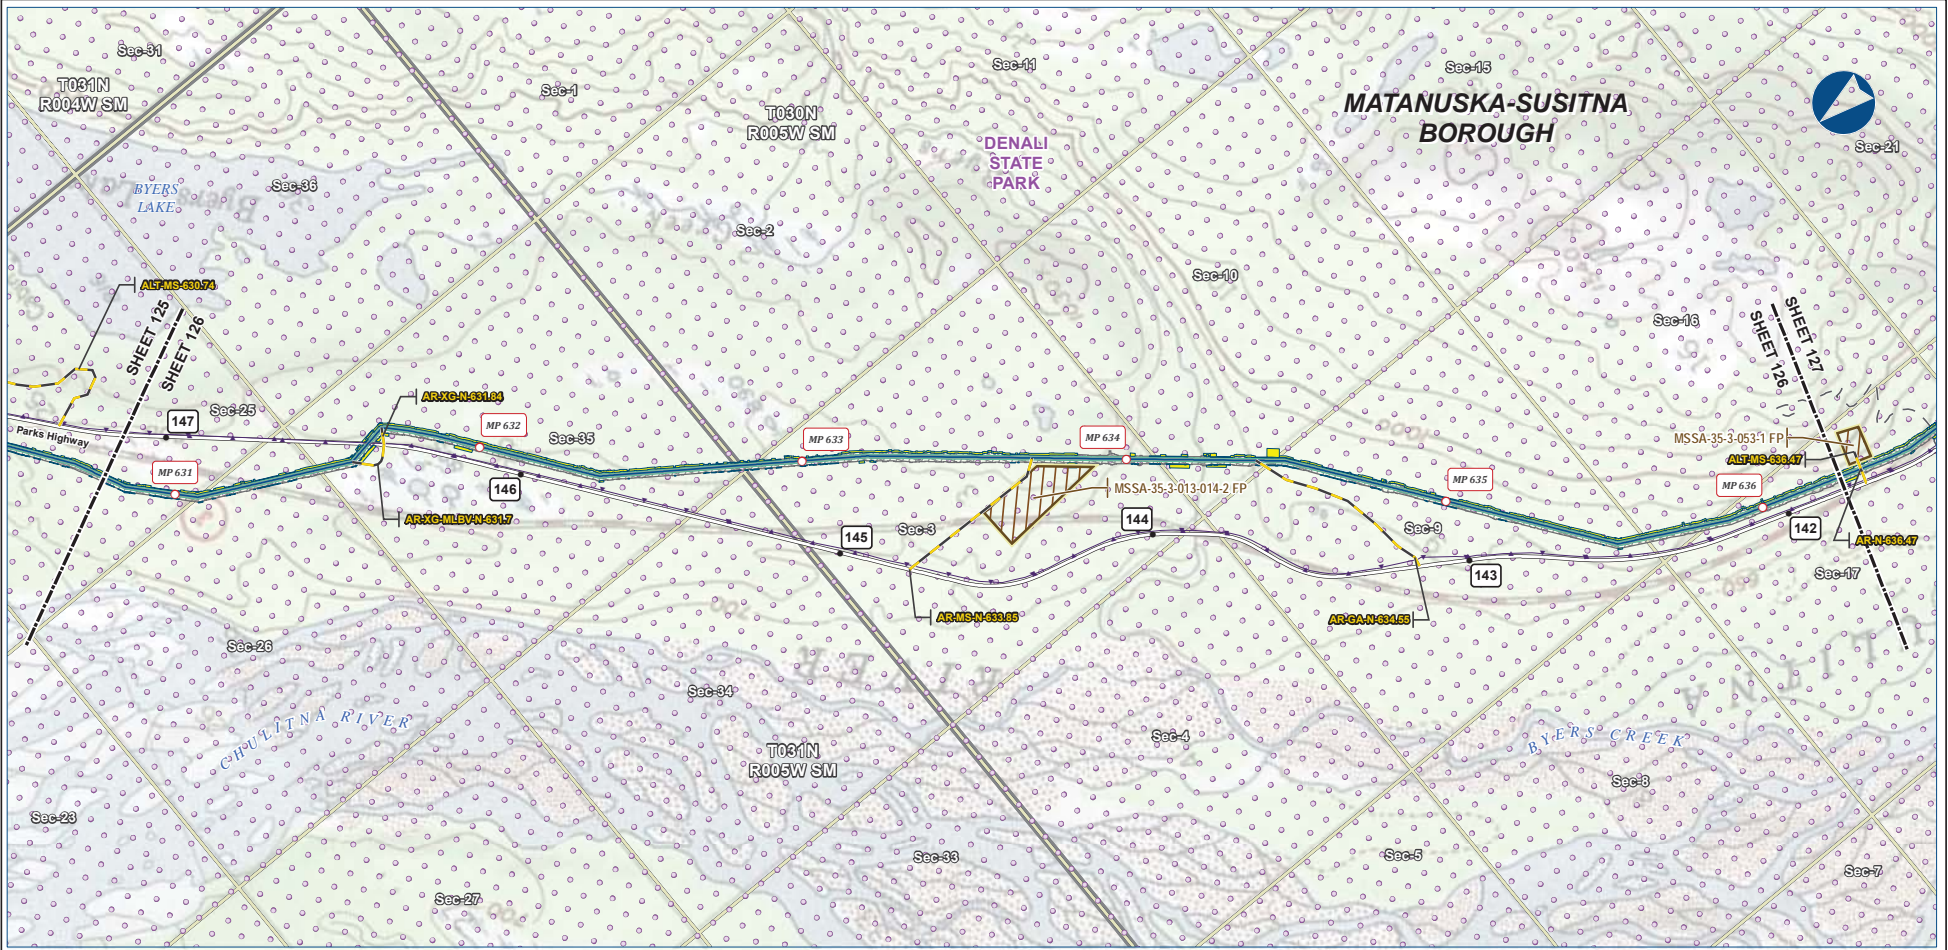 Sec-31
T031N
R004W SM
Sec-1
T030N
R005W SM
Sec-11
DENALI
STATE
PARK
Sec-15
MATANUSKA-SUSITNA
BOROUGH
Sec-21
BYERS
LAKE
Sec-36
Sec-2
Sec-10
Sec-16
ALT-MS-630.74
SHEET 125
SHEET 126
SHEET 127
SHEET 126
147
Sec-25
Parks Highway
MP 631
AR-XG-N-631.84
MP 632
Sec-35
146
AR-XG-MLBV-N-631.7
MP 633
145
Sec-3
MP 634
MSSA-35-3-013-014-2 FP
144
MP 635
Sec-9
143
MSSA-35-3-053-1 FP
ALT-MS-636.47
MP 636
142
AR-N-636.47
Sec-17
1000
700
AR-MS-N-633.85
AR-GA-N-634.55
Sec-26
Sec-34
CHULITNA RIVER
T031N
R005W SM
Sec-4
BYERS CREEK
Sec-8
Sec-23
Sec-27
Sec-33
Sec-5
Sec-7